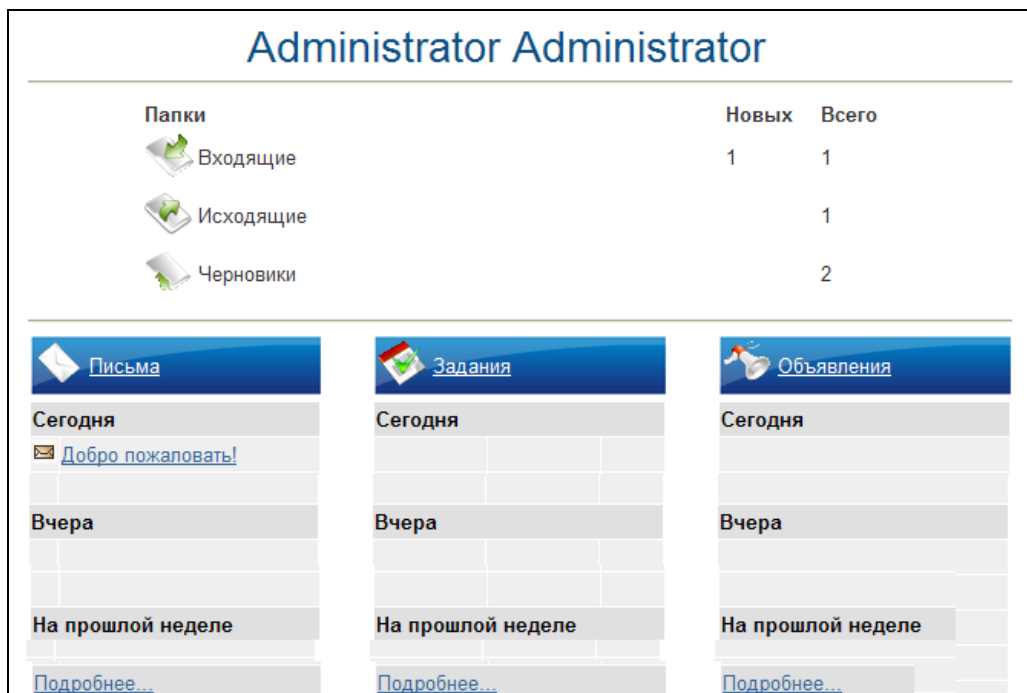 Administrator Administrator
Папки Новых Всего
Входящие 1 1
Исходящие 1
Черновики 2
Письма Задания Объявления
Сегодня Сегодня Сегодня
Добро пожаловать!
Вчера Вчера Вчера
На прошлой неделе На прошлой неделе На прошлой неделе
Подробнее... Подробнее... Подробнее...